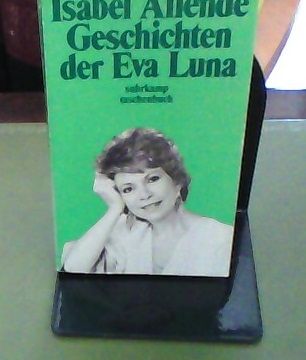 Isabel Allende
Geschichten
der Eva Luna
suhrkamp
taschenbuch